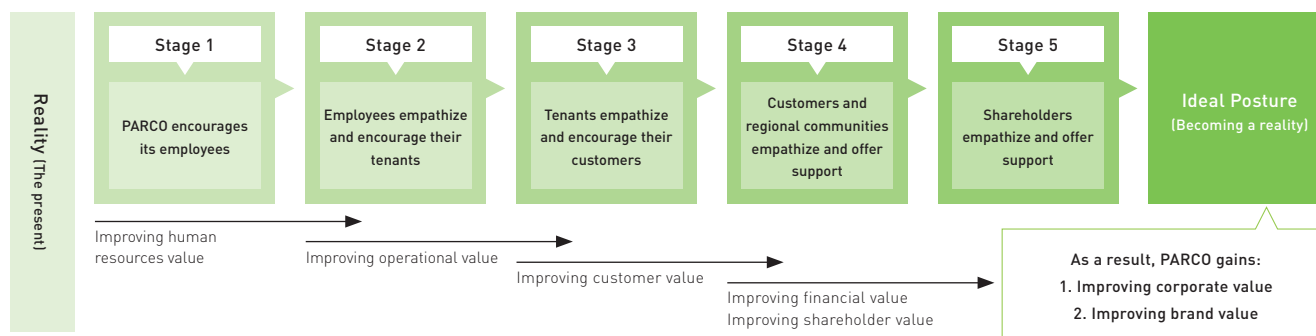 Reality (The present)
Stage 1
PARCO encourages
its employees
Stage 2
Employees empathize
and encourage their
tenants
Stage 3
Tenants empathize
and encourage their
customers
Stage 4
Customers and
regional communities
empathize and offer
support
Stage 5
Shareholders
empathize and offer
support
Ideal Posture
(Becoming a reality)
Improving human
resources value
Improving operational value
Improving customer value
Improving financial value
Improving shareholder value
As a result, PARCO gains:
1. Improving corporate value
2. Improving brand value